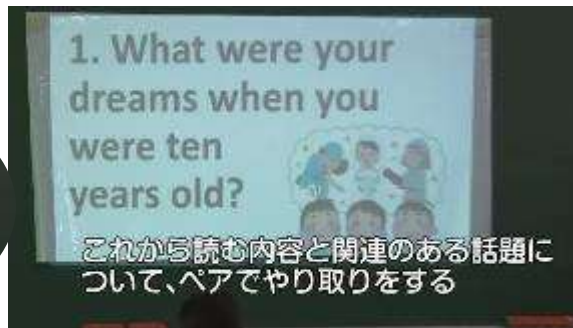 1. What were your
dreams when you
were ten
years old?
これから読む内容と関連のある話題に
ついて、ペアでやり取りをする